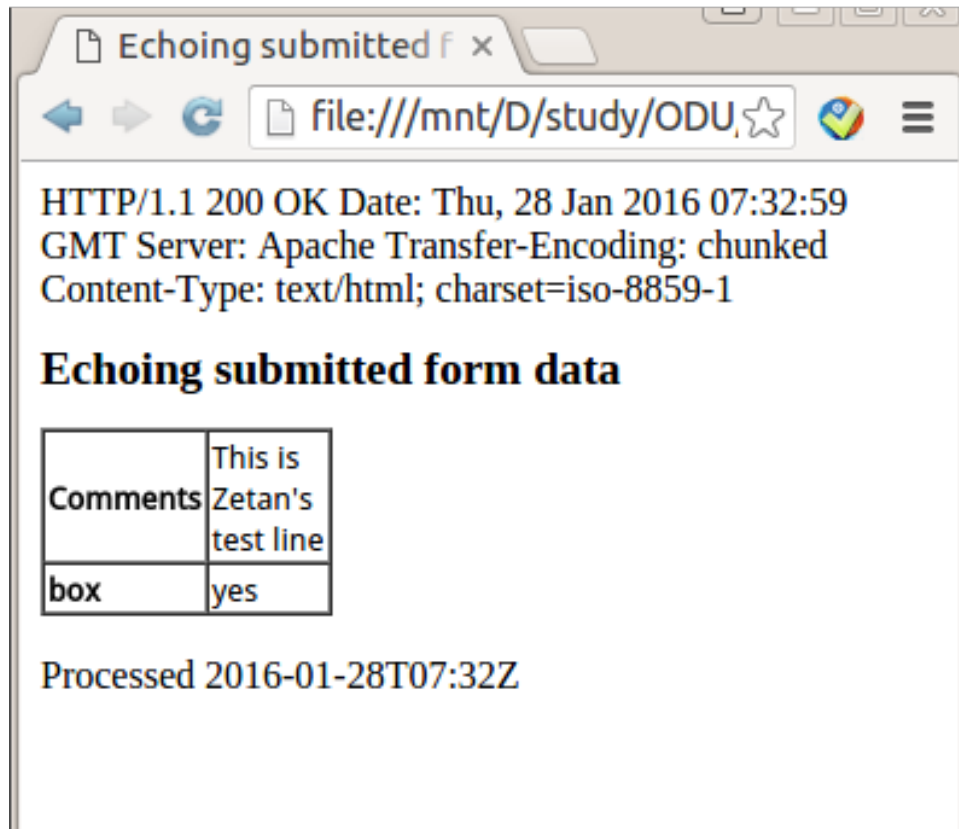 Echoing submitted f
file:///mnt/D/study/ODU
HTTP/1.1 200 OK Date: Thu, 28 Jan 2016 07:32:59
GMT Server: Apache Transfer-Encoding: chunked
Content-Type: text/html; charset=iso-8859-1
Echoing submitted form data
Comments
This is
Zetan's
test line
box
yes
Processed 2016-01-28T07:32Z